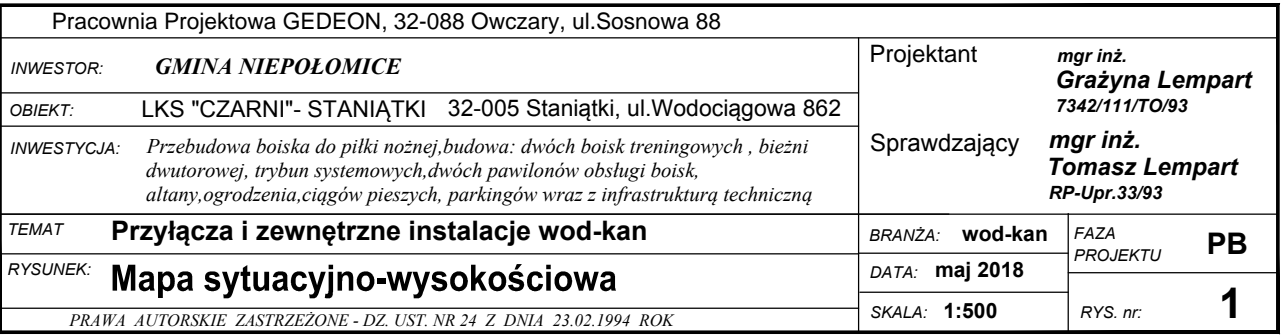 Pracownia Projektowa GEDEON, 32-088 Owczary, ul.Sosnowa 88
INWESTOR: GMINA NIEPOŁOMICE
OBIEKT: LKS "CZARNI"- STANIĄTKI 32-005 Staniątki, ul.Wodociągowa 862
INWESTYCJA: Przebudowa boiska do piłki nożnej,budowa: dwóch boisk treningowych , bieżni
dwutorowej, trybun systemowych,dwóch pawilonów obsługi boisk,
altany,ogrodzenia,ciągów pieszych, parkingów wraz z infrastrukturą techniczną
Projektant mgr inż.
Grażyna Lempart
7342/111/TO/93
Sprawdzający mgr inż.
Tomasz Lempart
RP-Upr.33/93
TEMAT Przyłącza i zewnętrzne instalacje wod-kan
RYSUNEK: Mapa sytuacyjno-wysokościowa
PRAWA AUTORSKIE ZASTRZEŻONE - DZ. UST. NR 24 Z DNIA 23.02.1994 ROK
BRANŻA: wod-kan
DATA: maj 2018
SKALA: 1:500
FAZA
PROJEKTU PB
RYS. nr: 1